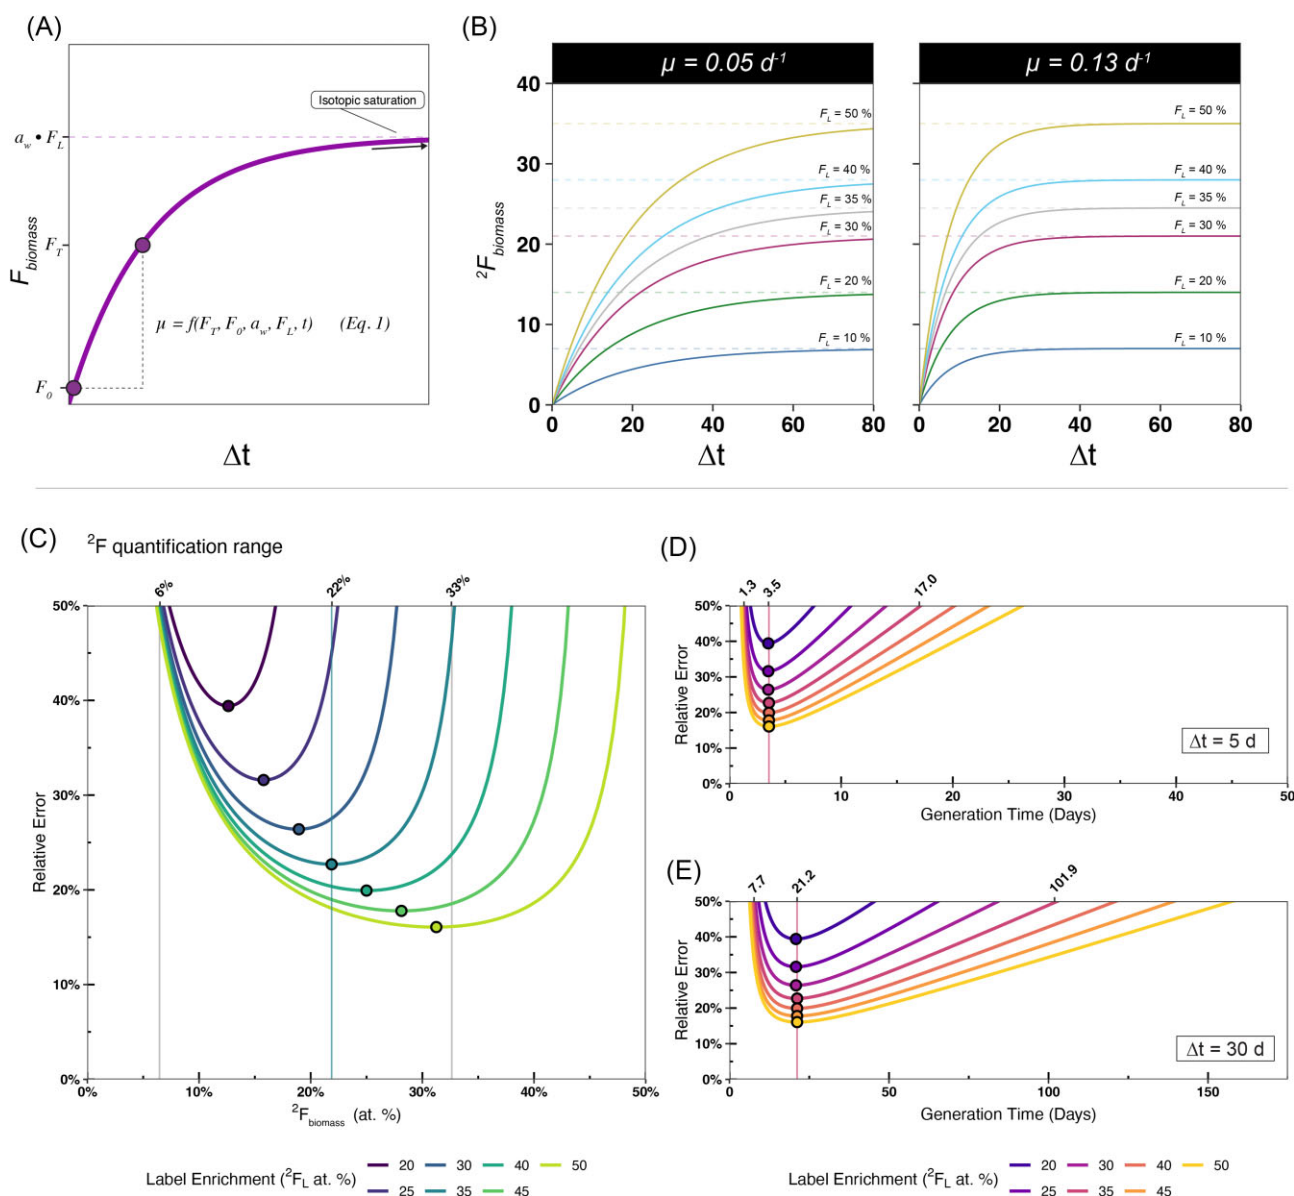 (A)
Isotopic saturation
a_w • F_L
F_biomass
F_T
μ = f(F_T, F_0, a_w, F_L, t) (Eq. 1)
F_0
Δt
(B)
μ = 0.05 d⁻¹
μ = 0.13 d⁻¹
²F_biomass
40
30
20
10
0
F_L = 50 %
F_L = 40 %
F_L = 35 %
F_L = 30 %
F_L = 20 %
F_L = 10 %
0 20 40 60 80
Δt
F_L = 50 %
F_L = 40 %
F_L = 35 %
F_L = 30 %
F_L = 20 %
F_L = 10 %
0 20 40 60 80
Δt
(C)
²F quantification range
6% 22% 33%
Relative Error
50%
40%
30%
20%
10%
0%
0% 10% 20% 30% 40% 50%
²F_biomass (at. %)
Label Enrichment (²F_L at. %)
20 30 40 50
25 35 45
(D)
1.3 3.5 17.0
Relative Error
50%
40%
30%
20%
10%
0%
Δt = 5 d
0 10 20 30 40 50
Generation Time (Days)
(E)
7.7 21.2 101.9
Relative Error
50%
40%
30%
20%
10%
0%
Δt = 30 d
0 50 100 150
Generation Time (Days)
Label Enrichment (²F_L at. %)
20 30 40 50
25 35 45